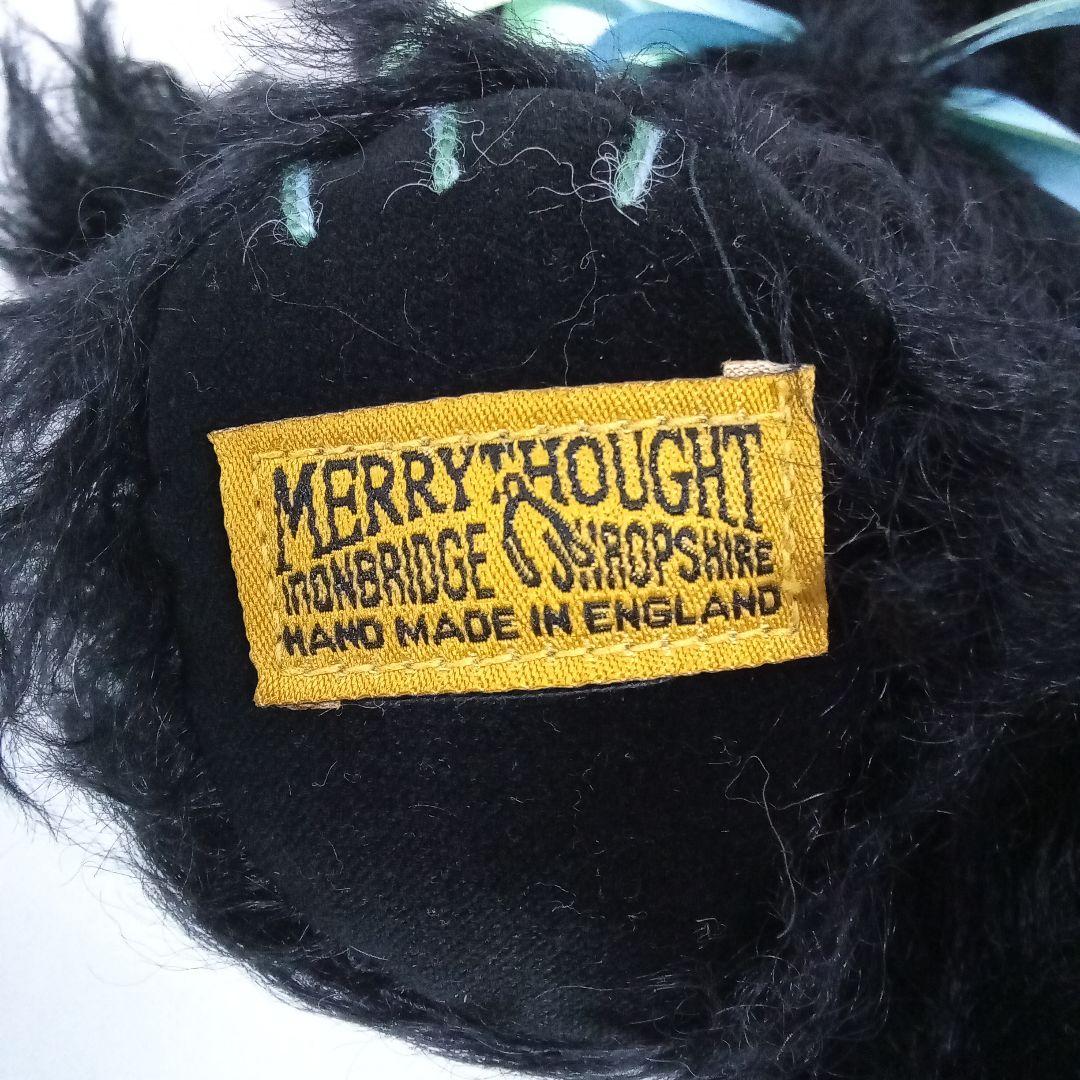 MERRYTHOUGHT
IRONBRIDGE SHROPSHIRE
HAND MADE IN ENGLAND